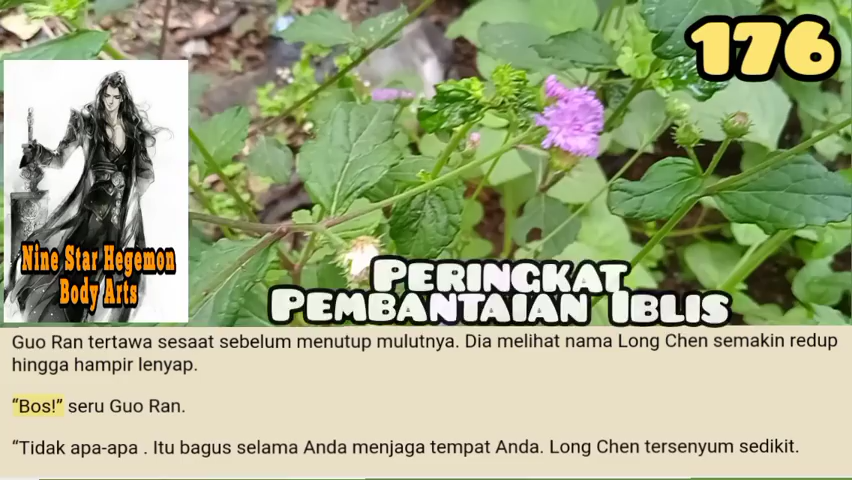 176
Nine Star Hegemon
Body Arts
PERINGKAT
PEMBANTAIAN IBLIS
Guo Ran tertawa sesaat sebelum menutup mulutnya. Dia melihat nama Long Chen semakin redup
hingga hampir lenyap.
“Bos!” seru Guo Ran.
“Tidak apa-apa . Itu bagus selama Anda menjaga tempat Anda. Long Chen tersenyum sedikit.